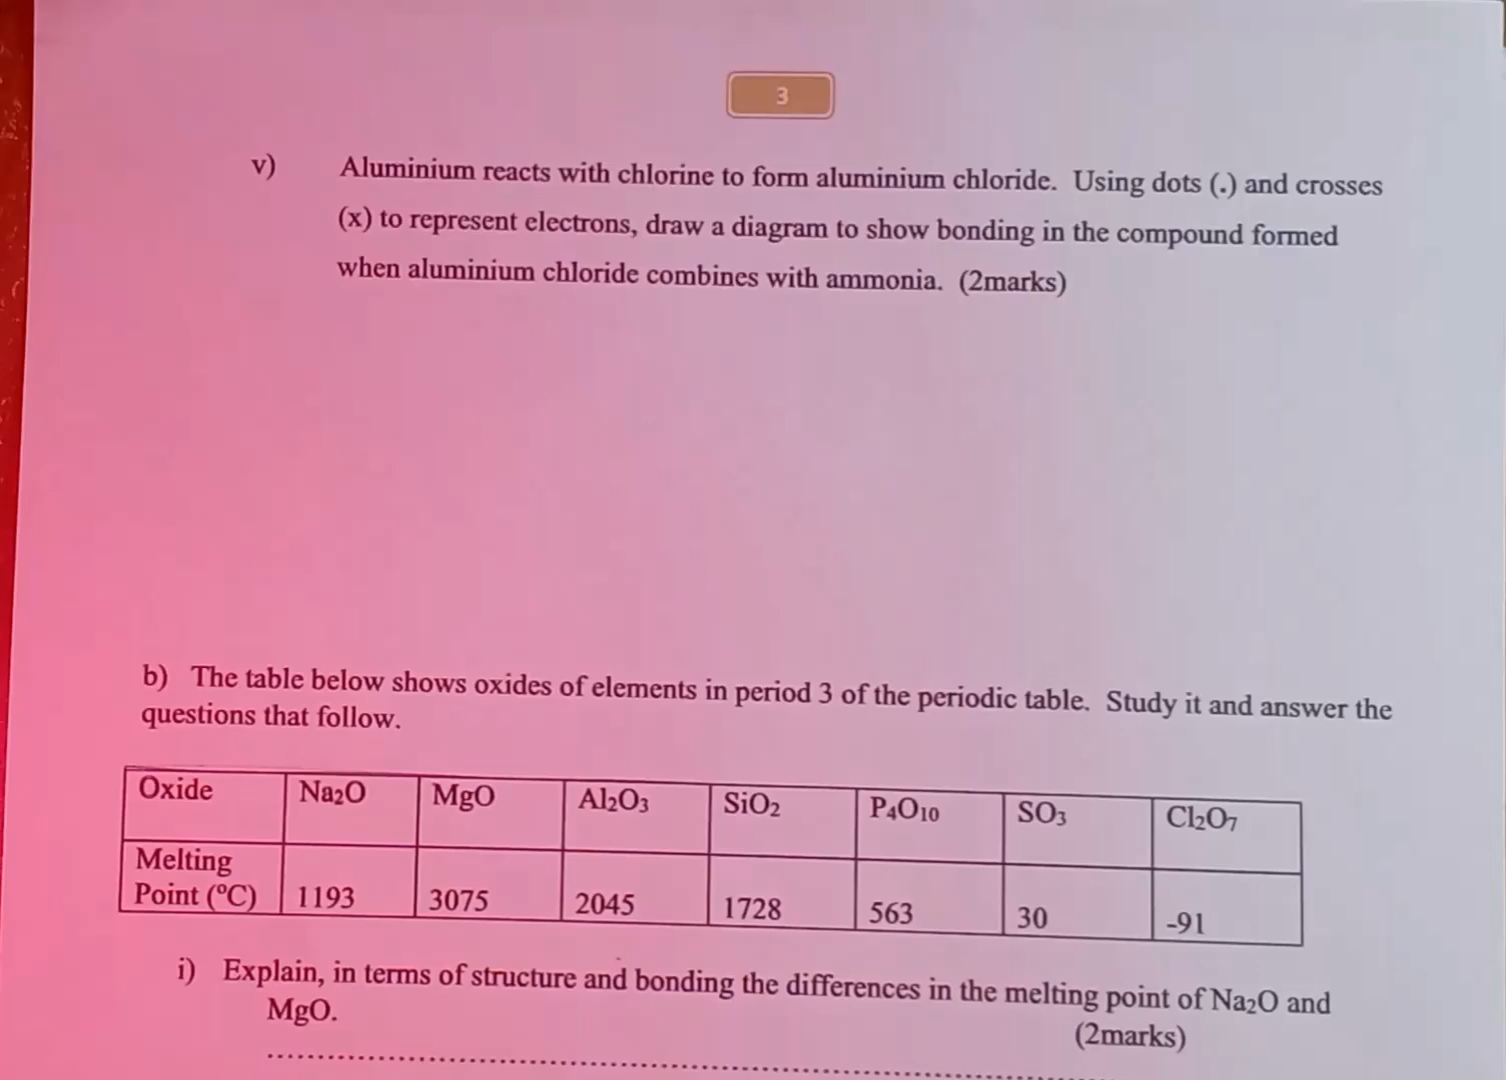 3
v) Aluminium reacts with chlorine to form aluminium chloride. Using dots (.) and crosses
(x) to represent electrons, draw a diagram to show bonding in the compound formed
when aluminium chloride combines with ammonia. (2marks)
b) The table below shows oxides of elements in period 3 of the periodic table. Study it and answer the
questions that follow.
Oxide Na₂O MgO Al₂O₃ SiO₂ P₄O₁₀ SO₃ Cl₂O₇
Melting
Point (⁰C) 1193 3075 2045 1728 563 30 -91
i) Explain, in terms of structure and bonding the differences in the melting point of Na₂O and
MgO. (2marks)